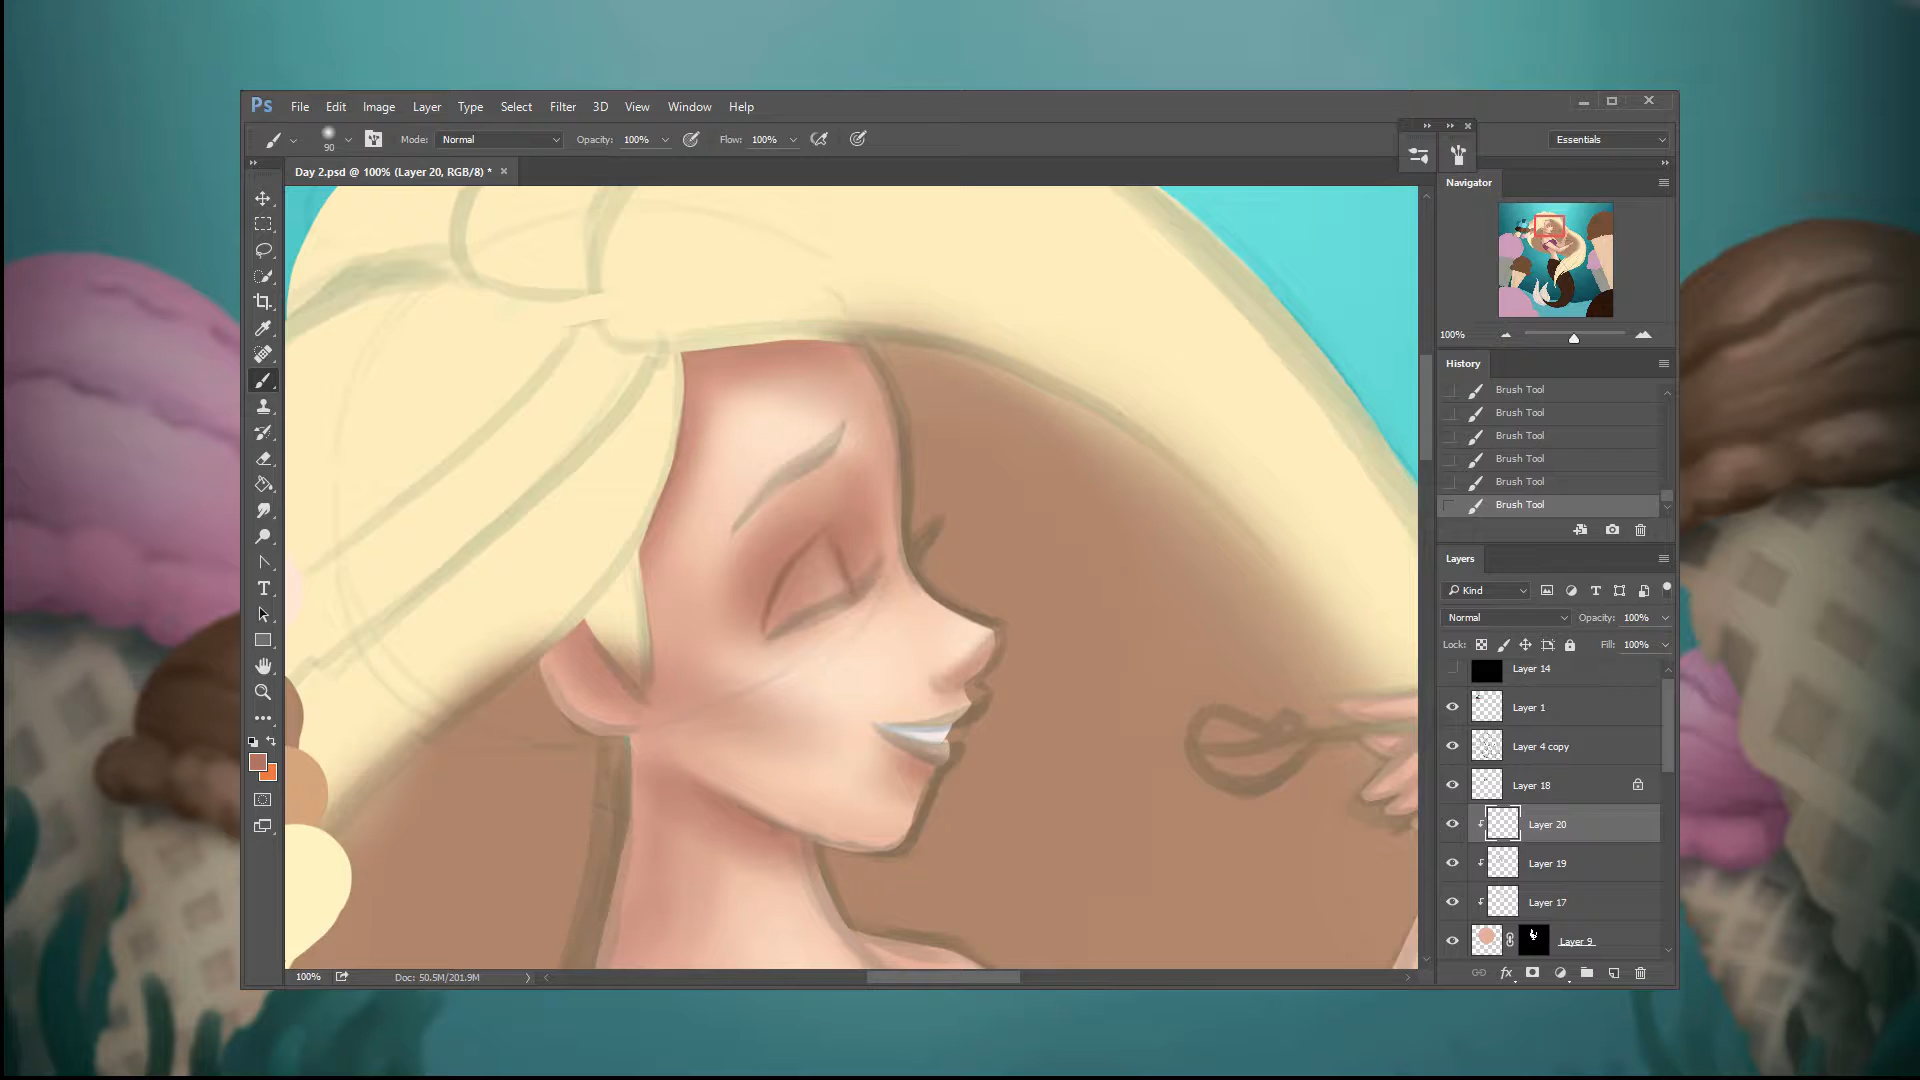 Ps File Edit Image Layer Type Select Filter 3D View Window Help
90 Mode: Normal Opacity: 100% Flow: 100% Essentials
Day 2.psd @ 100% (Layer 20, RGB/8) *
Navigator
100%
History
Brush Tool
Brush Tool
Brush Tool
Brush Tool
Brush Tool
Brush Tool
Layers
Kind
Normal Opacity: 100%
Lock: Fill: 100%
Layer 14
Layer 1
Layer 4 copy
Layer 18
Layer 20
Layer 19
Layer 17
Layer 9
fx
100% Doc: 50.5M/201.9M